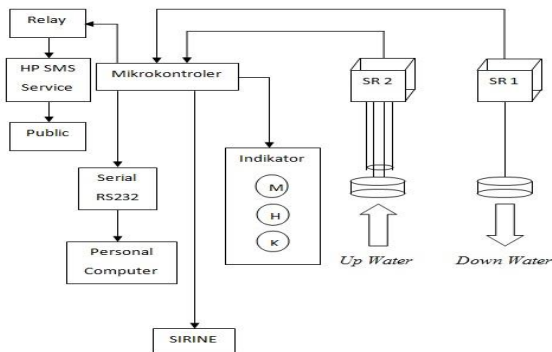 Relay
HP SMS
Service
Public
Mikrokontroler
Serial
RS232
Personal
Computer
SIRINE
Indikator
M
H
K
SR 2
SR 1
Up Water
Down Water